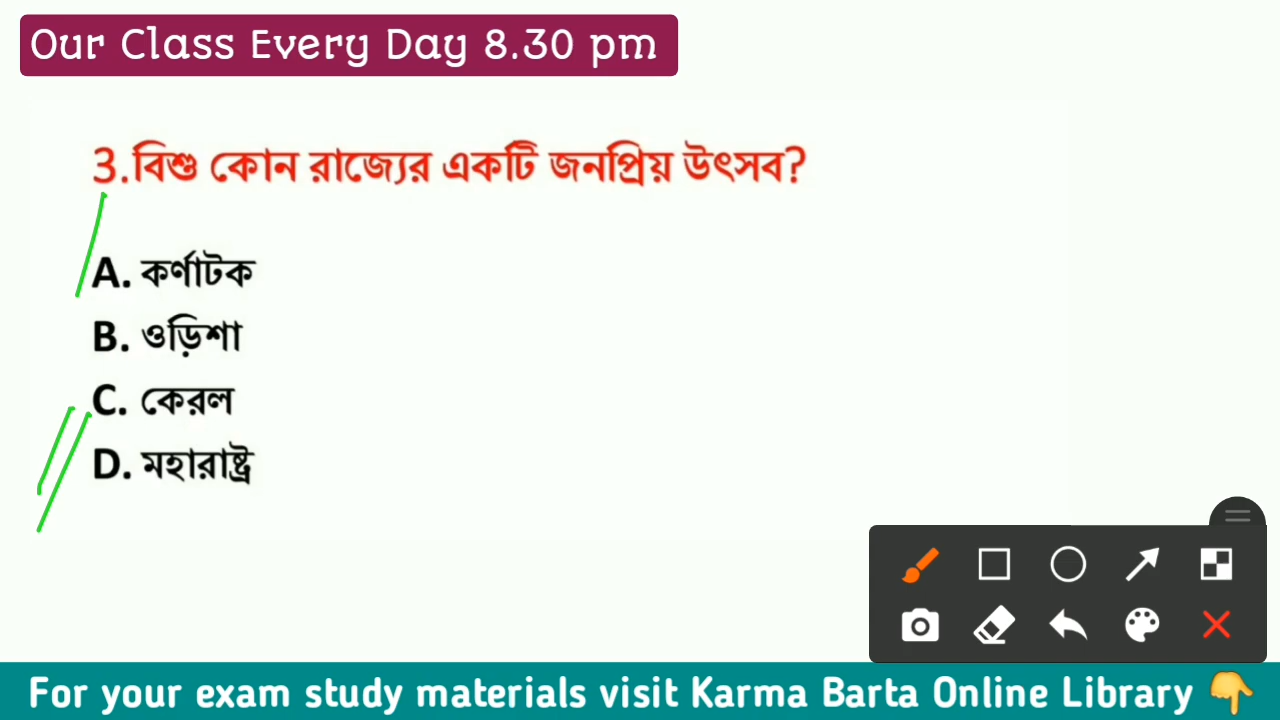 Our Class Every Day 8.30 pm
3.বিশু কোন রাজ্যের একটি জনপ্রিয় উৎসব?
A. কর্ণাটক
B. ওড়িশা
C. কেরল
D. মহারাষ্ট্র
For your exam study materials visit Karma Barta Online Library 👇